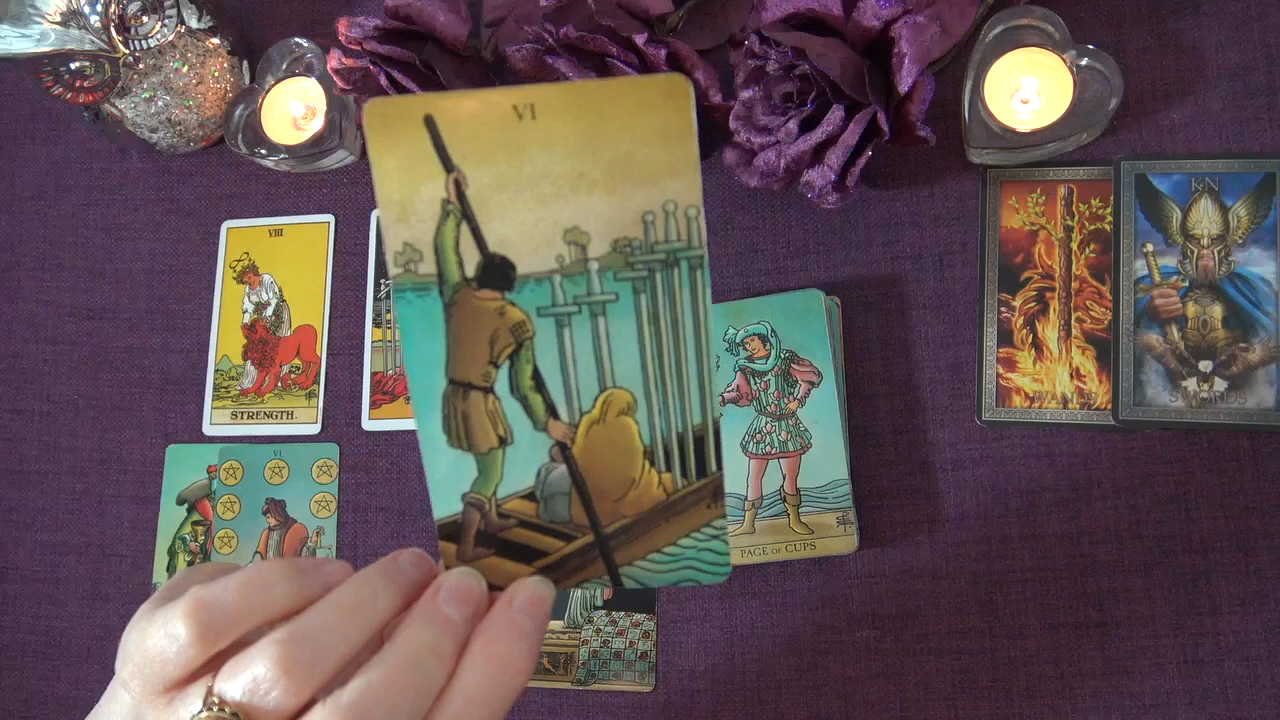 VI
VIII
STRENGTH.
VI
PAGE OF CUPS
KN
SWORDS